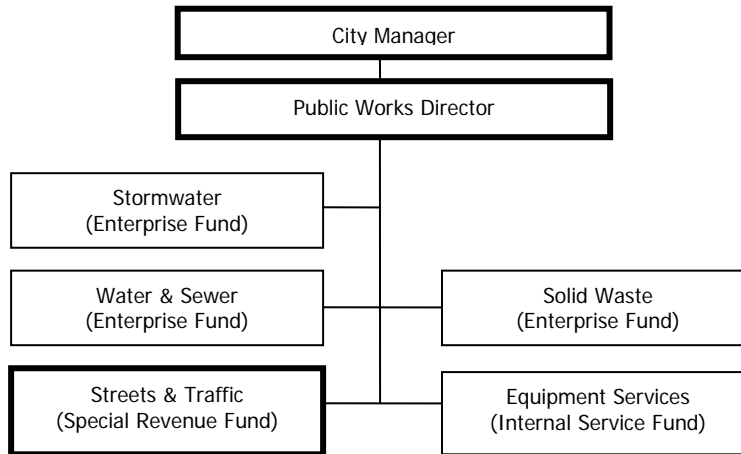 City Manager
Public Works Director
Stormwater
(Enterprise Fund)
Water & Sewer
(Enterprise Fund)
Solid Waste
(Enterprise Fund)
Streets & Traffic
(Special Revenue Fund)
Equipment Services
(Internal Service Fund)